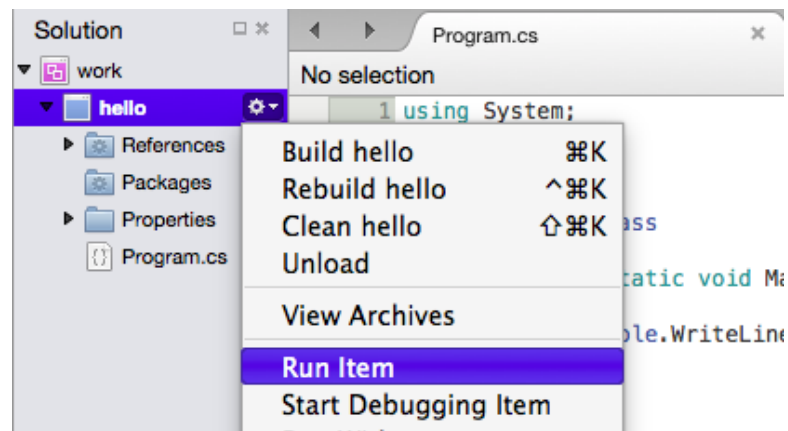 Solution
Program.cs
work
No selection
hello
1 using System;
References
Build hello ⌘K
Packages
Rebuild hello ^⌘K
Properties
Clean hello ⇧⌘K
ass
Program.cs
Unload
tatic void Ma
View Archives
ole.WriteLine
Run Item
Start Debugging Item